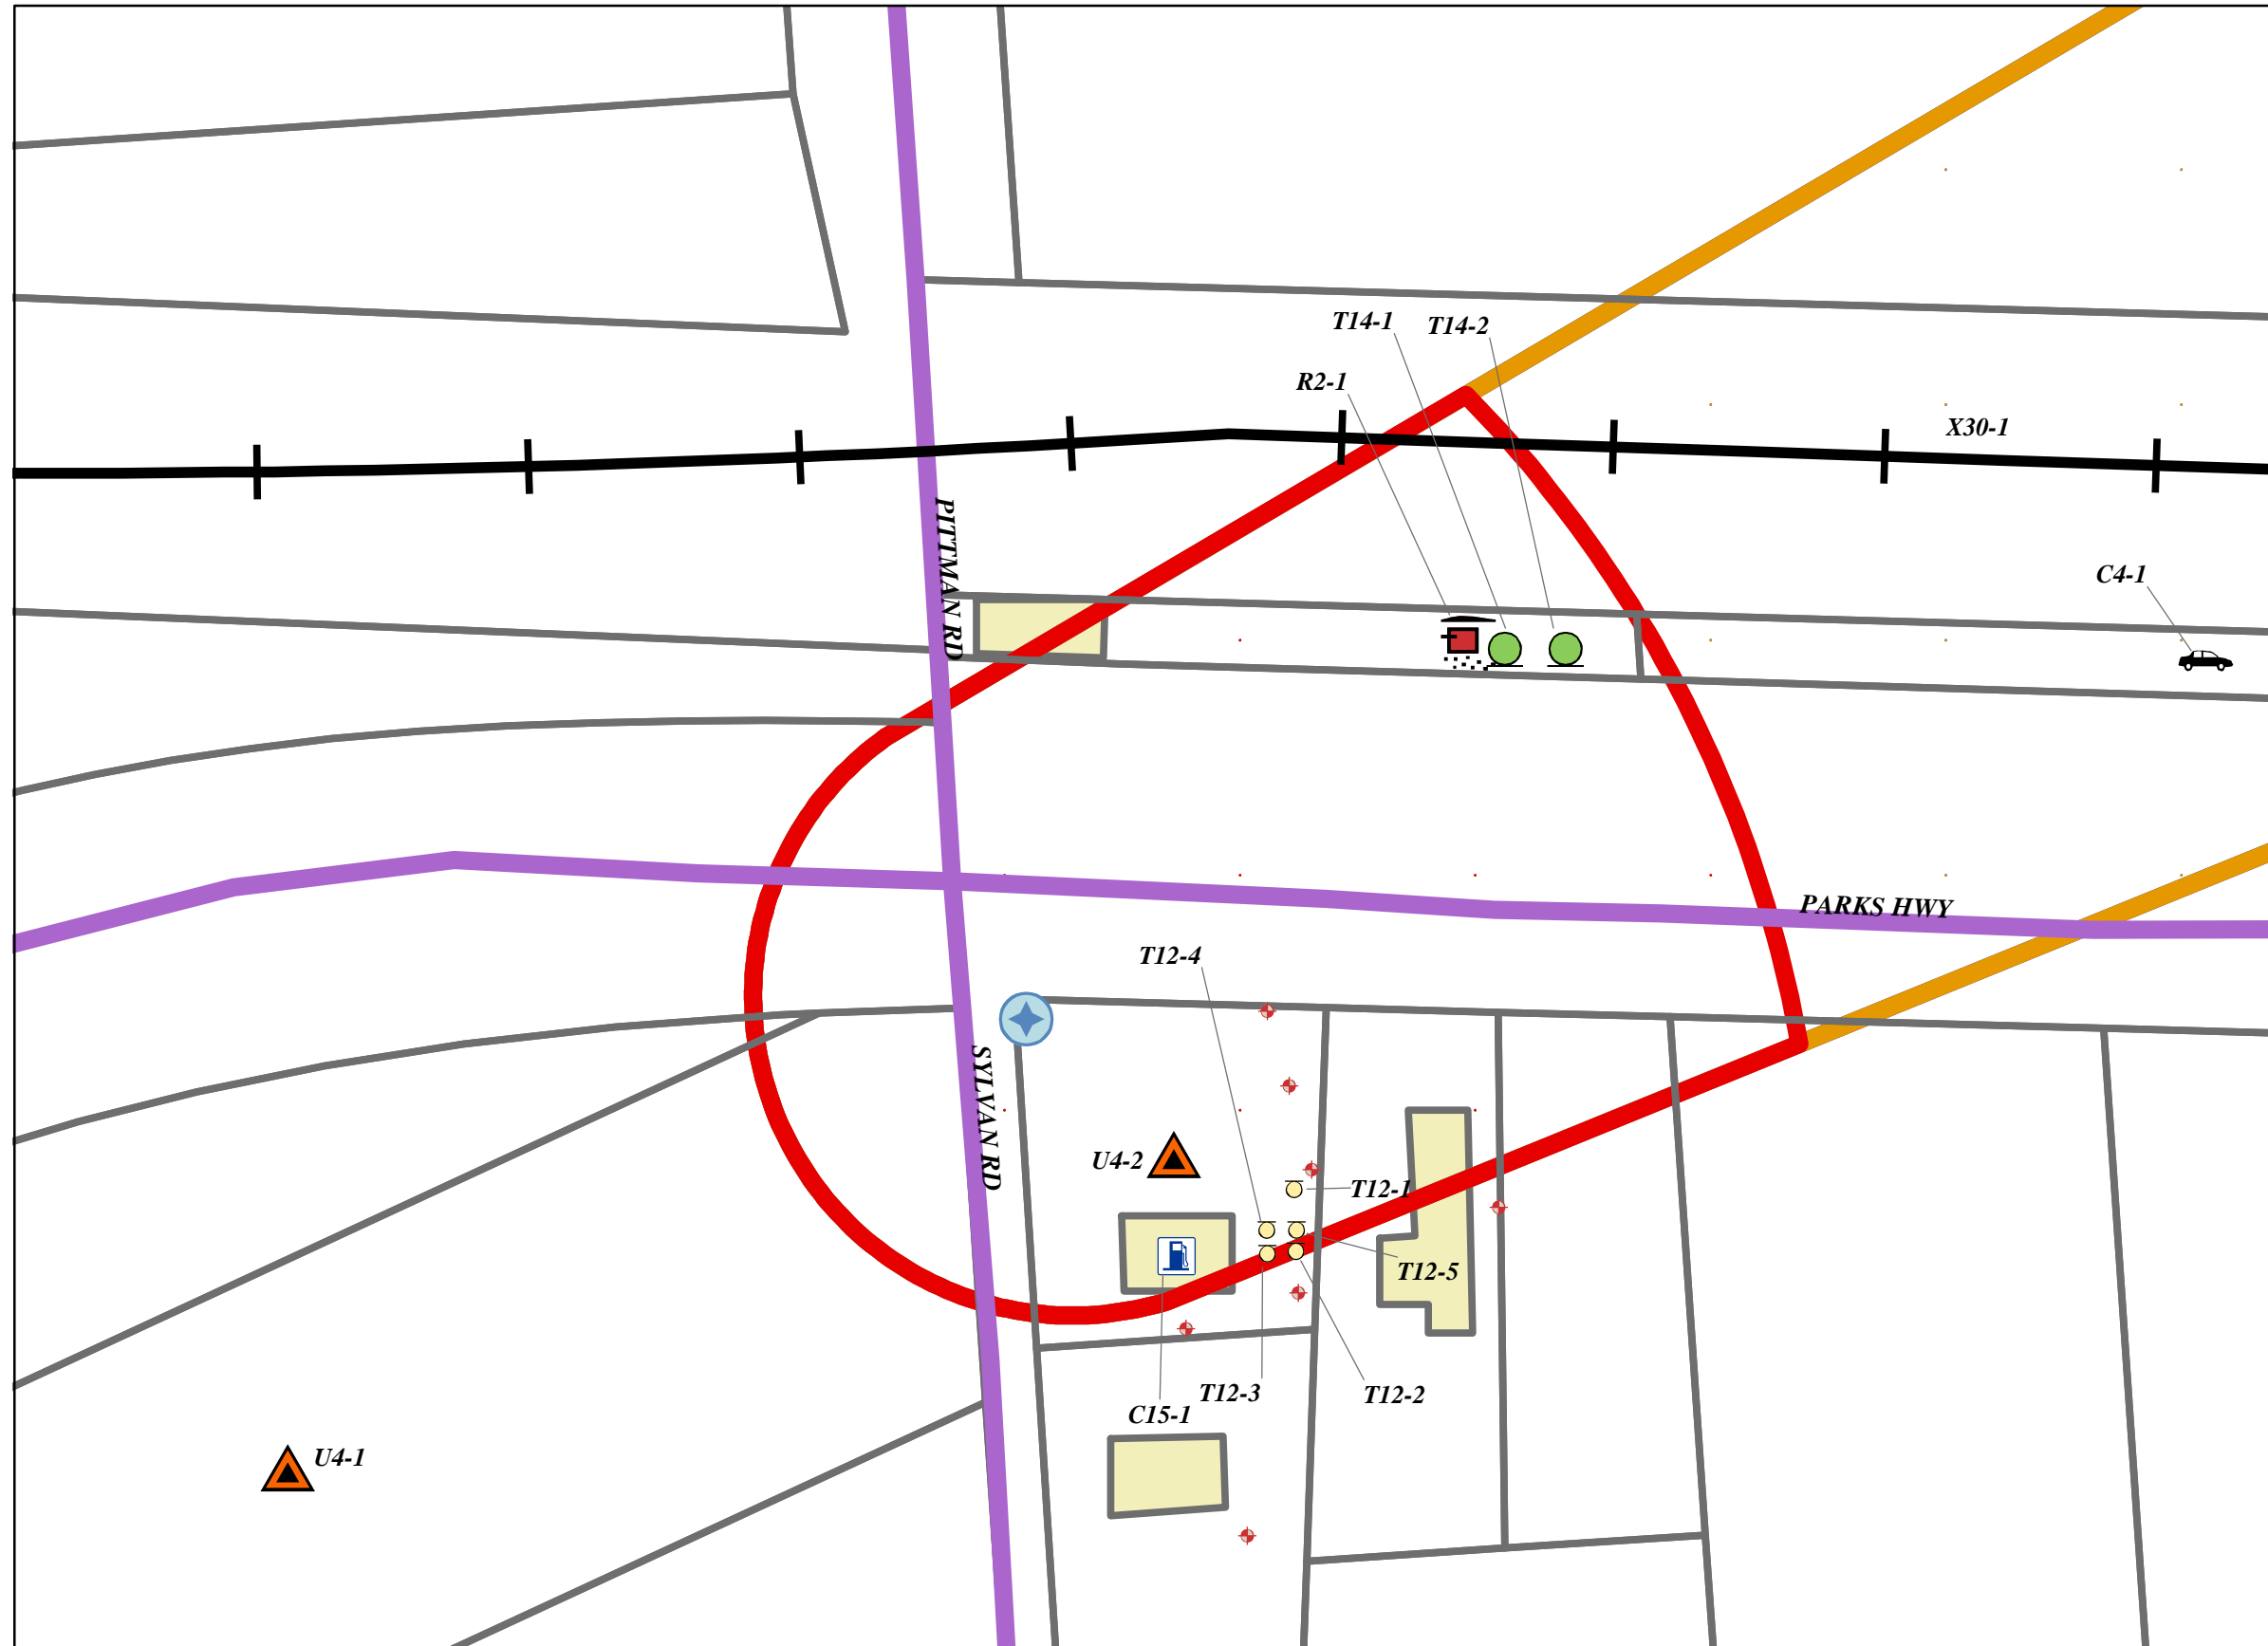 T14-1
T14-2
R2-1
X30-1
PITTMAN RD
C4-1
PARKS HWY
T12-4
SYLVAN RD
U4-2
T12-1
T12-5
T12-3
T12-2
C15-1
U4-1